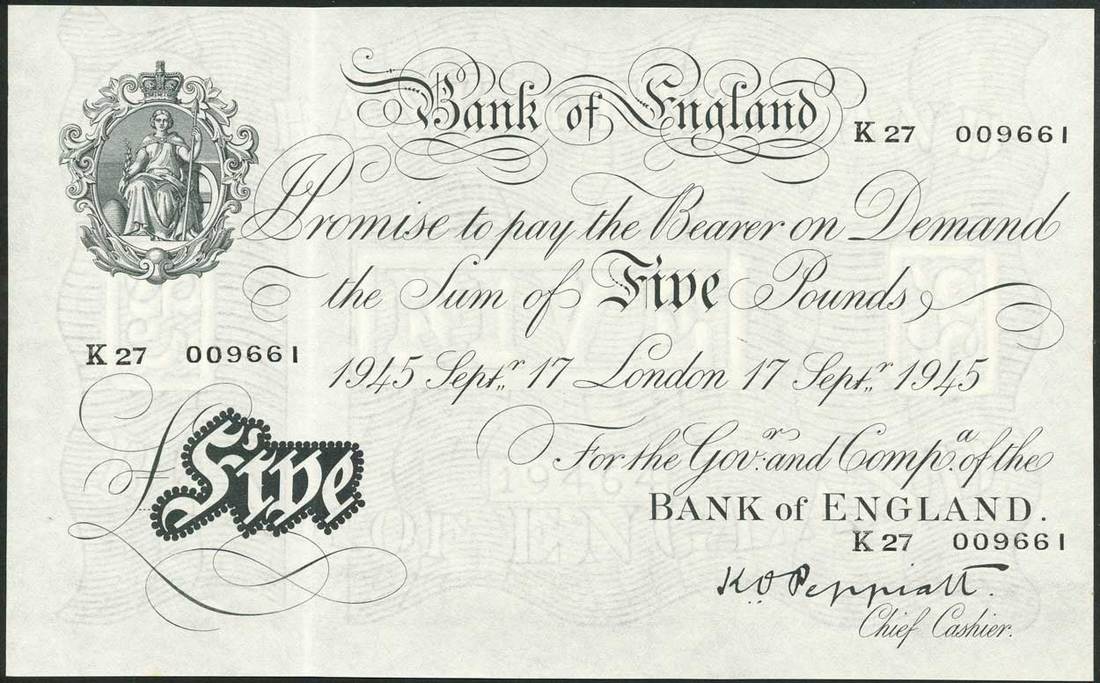 Bank of England
K 27 009661
I Promise to pay the Bearer on Demand
the Sum of Five Pounds
K 27 009661
1945 Septr 17 London 17 Septr 1945
For the Govr. and Compa. of the
BANK of ENGLAND.
£Five
K 27 009661
K.O. Peppiatt.
Chief Cashier.